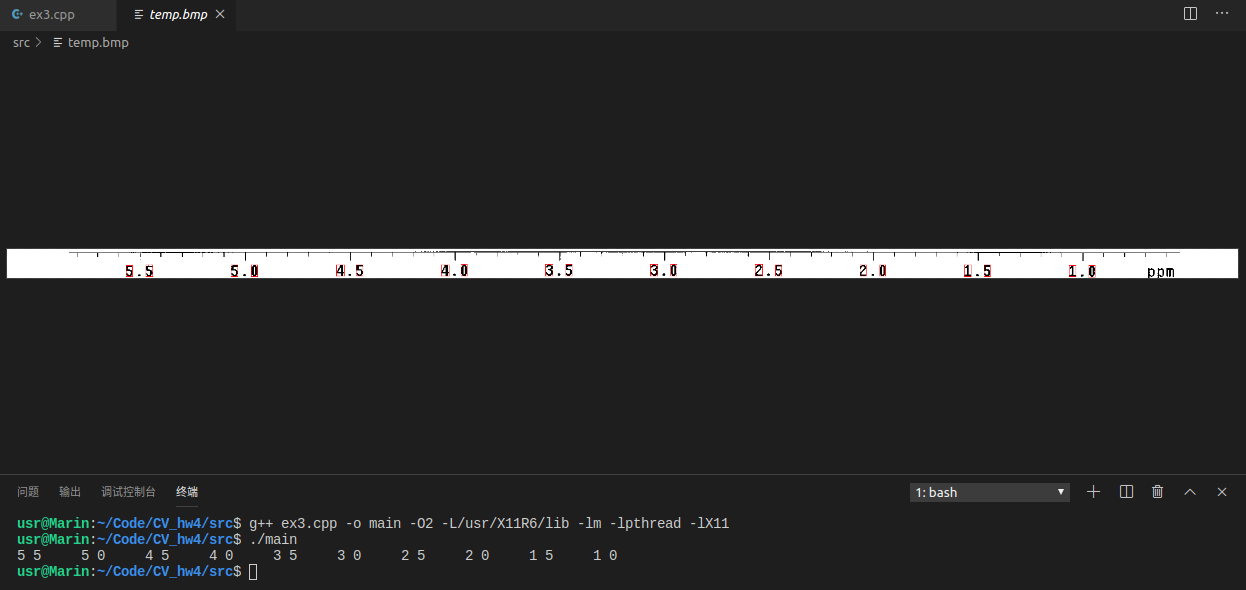 ex3.cpp temp.bmp
src > temp.bmp
5.5 5.0 4.5 4.0 3.5 3.0 2.5 2.0 1.5 1.0 ppm
问题 输出 调试控制台 终端 1: bash
usr@Marin:~/Code/CV_hw4/src$ g++ ex3.cpp -o main -O2 -L/usr/X11R6/lib -lm -lpthread -lX11
usr@Marin:~/Code/CV_hw4/src$ ./main
5 5 5 0 4 5 4 0 3 5 3 0 2 5 2 0 1 5 1 0
usr@Marin:~/Code/CV_hw4/src$